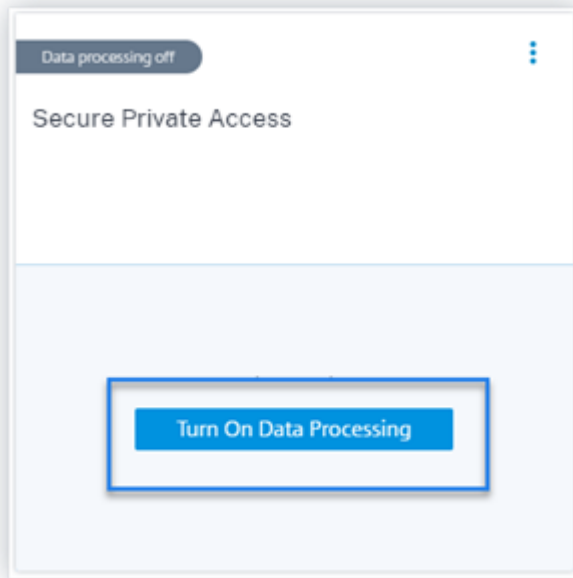 Data processing off
Secure Private Access
Turn On Data Processing